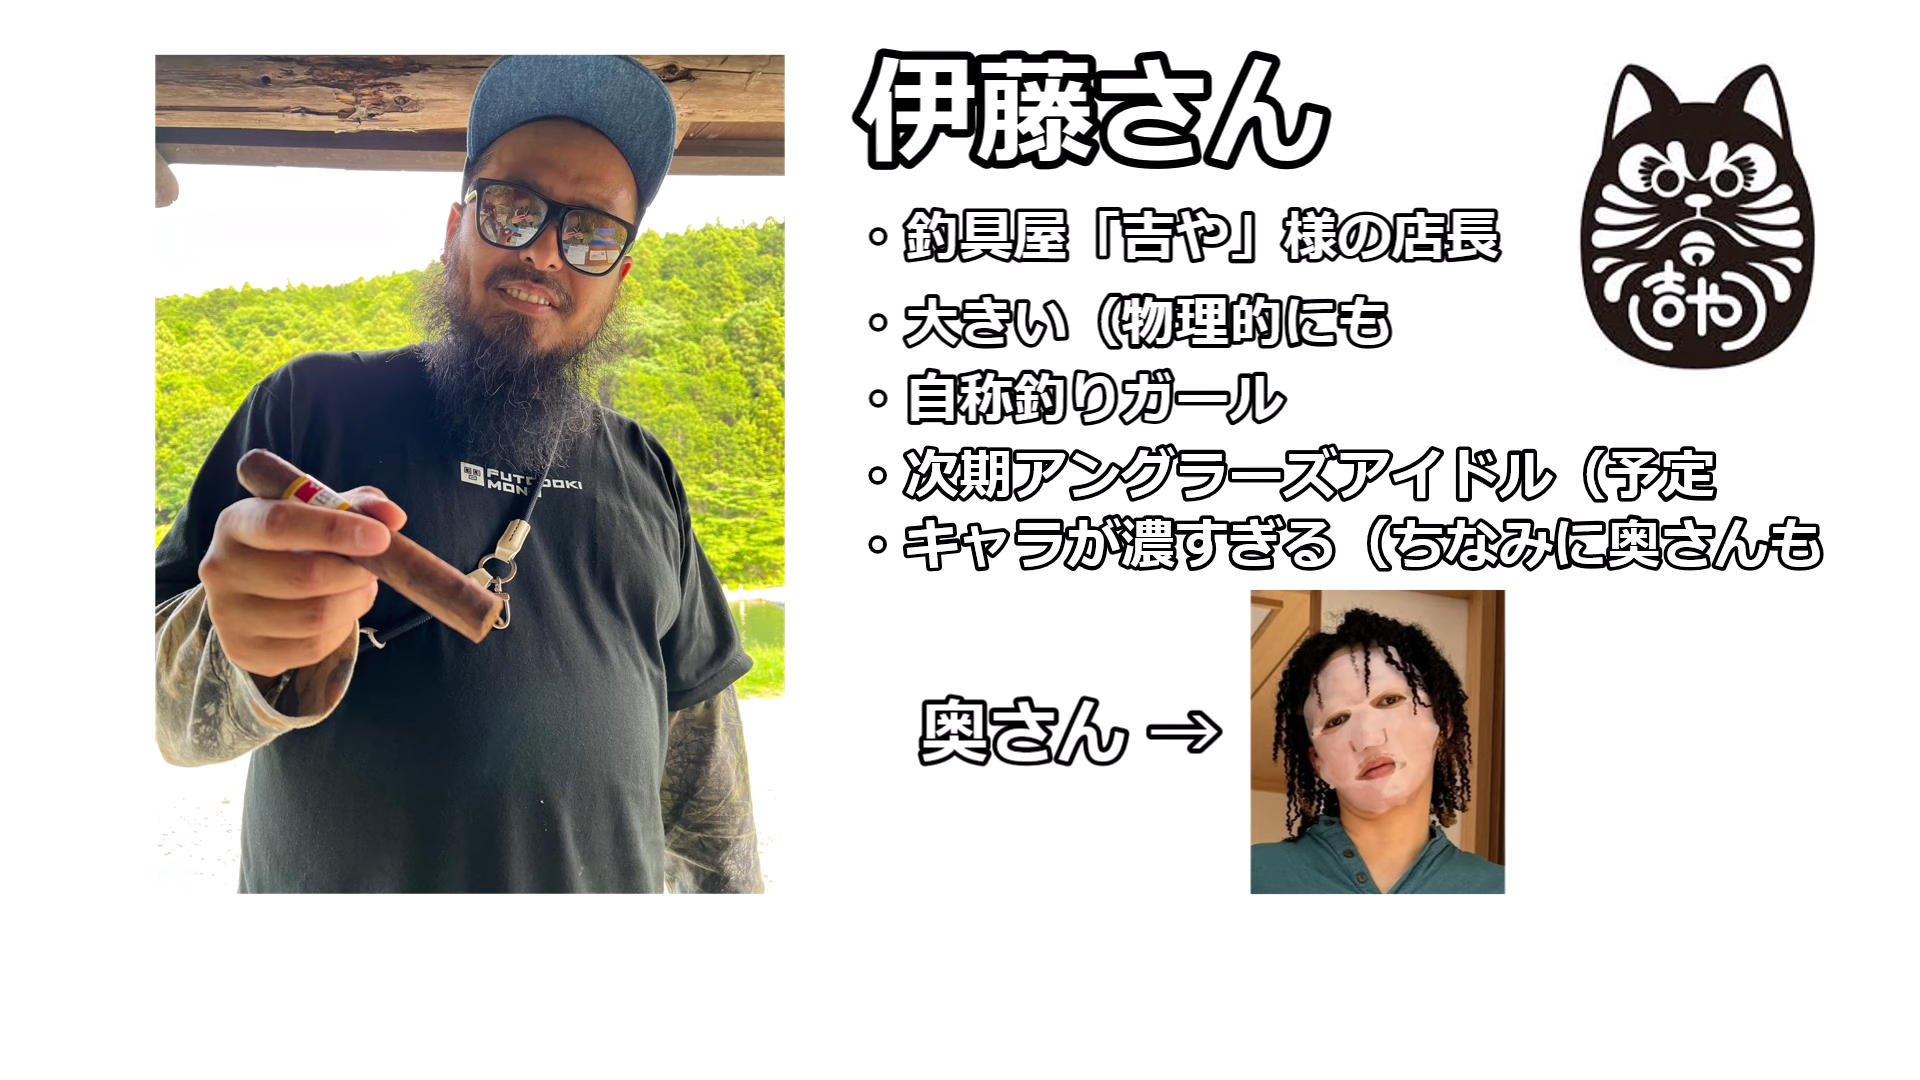 伊藤さん
・釣具屋「吉や」様の店長
・大きい（物理的にも
・自称釣りガール
・次期アングラーズアイドル（予定
・キャラが濃すぎる（ちなみに奥さんも
奥さん →
吉や